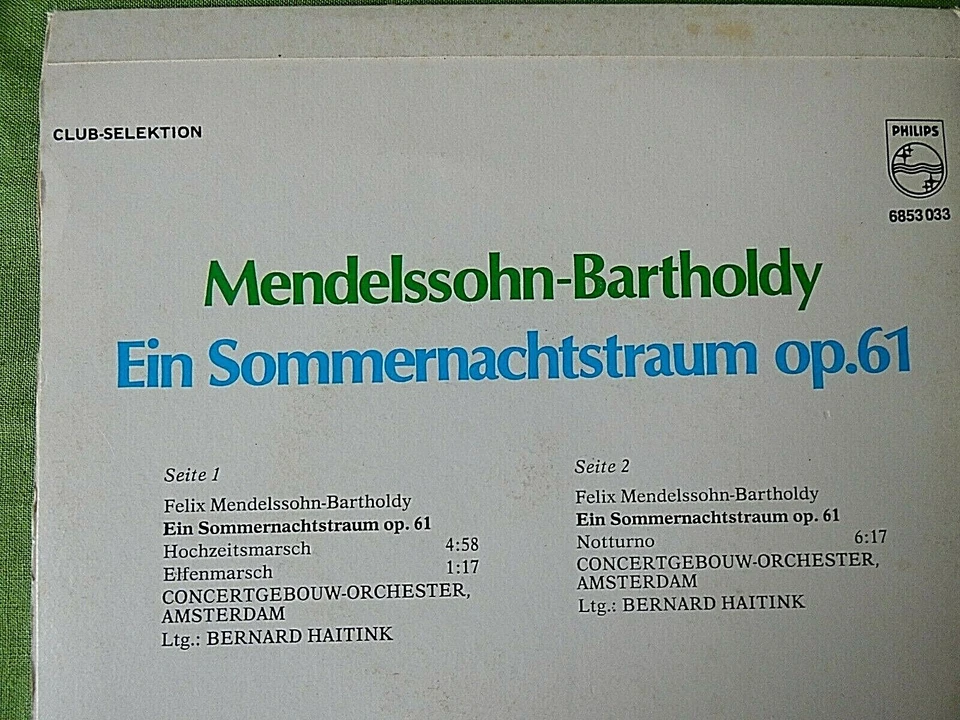 CLUB-SELEKTION
PHILIPS
6853 033
Mendelssohn-Bartholdy
Ein Sommernachtstraum op.61
Seite 1
Felix Mendelssohn-Bartholdy
Ein Sommernachtstraum op. 61
Hochzeitsmarsch 4:58
Elfenmarsch 1:17
CONCERTGEBOUW-ORCHESTER,
AMSTERDAM
Ltg.: BERNARD HAITINK
Seite 2
Felix Mendelssohn-Bartholdy
Ein Sommernachtstraum op. 61
Notturno 6:17
CONCERTGEBOUW-ORCHESTER,
AMSTERDAM
Ltg.: BERNARD HAITINK